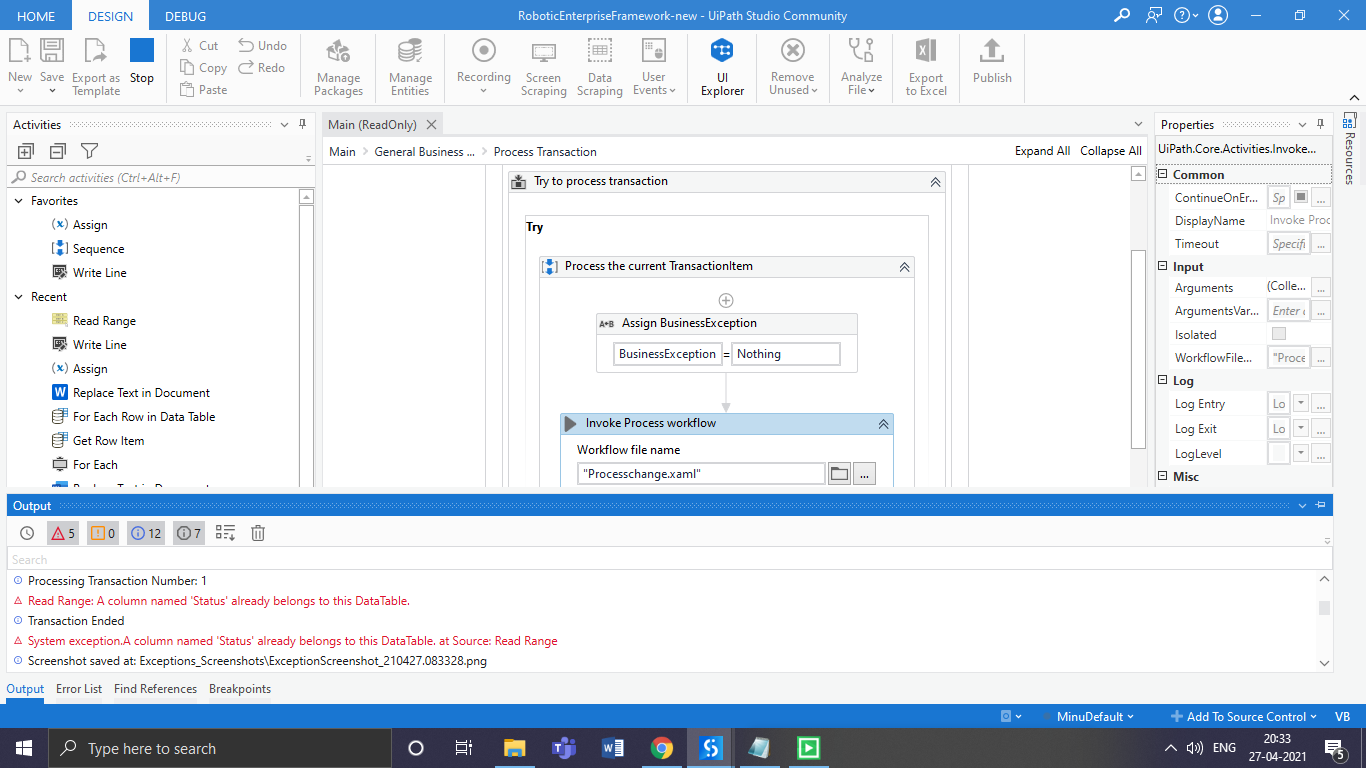 HOME DESIGN DEBUG RoboticEnterpriseFramework-new - UiPath Studio Community
New Save Export as Template Stop Cut Copy Paste Undo Redo Manage Packages Manage Entities Recording Screen Scraping Data Scraping User Events UI Explorer Remove Unused Analyze File Export to Excel Publish
Activities
Search activities (Ctrl+Alt+F)
Favorites
Assign
Sequence
Write Line
Recent
Read Range
Write Line
Assign
Replace Text in Document
For Each Row in Data Table
Get Row Item
For Each
Replace Text in Document
Main (ReadOnly)
Main > General Business ... > Process Transaction Expand All Collapse All
Try to process transaction
Try
Process the current TransactionItem
A+B Assign BusinessException
BusinessException = Nothing
Invoke Process workflow
Workflow file name
"Processchange.xaml" ...
Properties
UiPath.Core.Activities.Invoke...
Common
ContinueOnEr... Sp ...
DisplayName Invoke Proc
Timeout Specifi ...
Input
Arguments (Colle... ...
ArgumentsVar... Enter ...
Isolated
WorkflowFile... "Proce ...
Log
Log Entry Lo ...
Log Exit Lo ...
LogLevel ...
Misc
Resources
Output
5 0 12 7
Search
Processing Transaction Number: 1
Read Range: A column named 'Status' already belongs to this DataTable.
Transaction Ended
System exception.A column named 'Status' already belongs to this DataTable. at Source: Read Range
Screenshot saved at: Exceptions_Screenshots\ExceptionScreenshot_210427.083328.png
Output Error List Find References Breakpoints
MinuDefault Add To Source Control VB
Type here to search ENG 20:33
27-04-2021 5